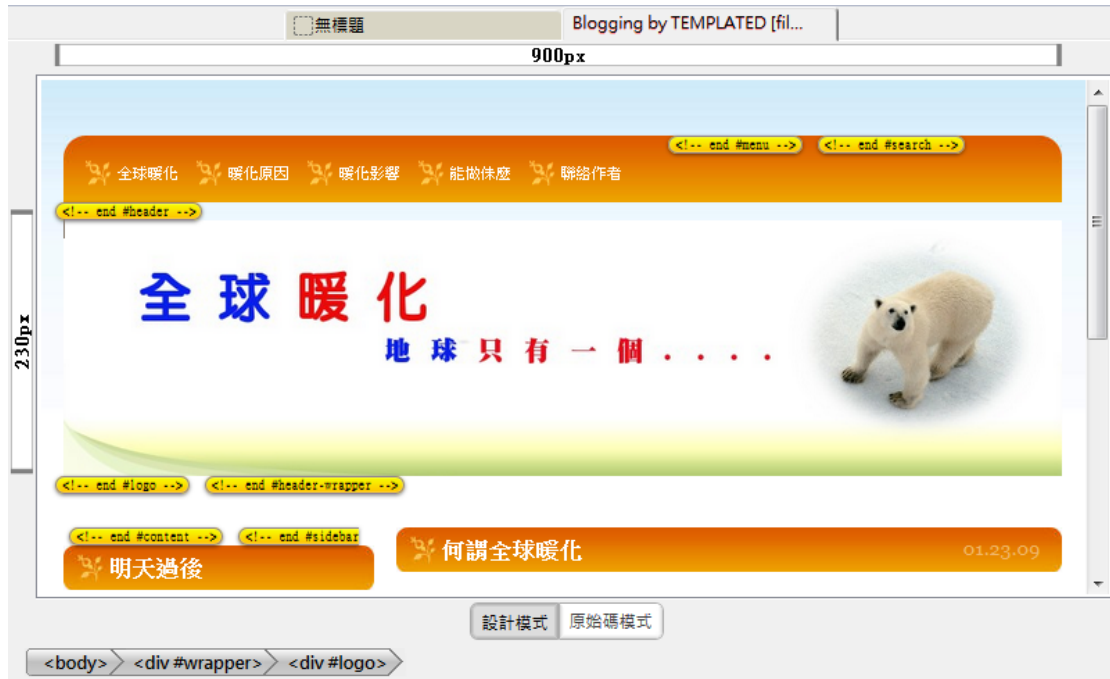 無標題
Blogging by TEMPLATED [fil...
900px
<!-- end #menu --> <!-- end #search -->
全球暖化 暖化原因 暖化影響 能做什麼 聯絡作者
<!-- end #header -->
全球暖化
230px
地球只有一個....
<!-- end #logo --> <!-- end #header-wrapper -->
<!-- end #content --> <!-- end #sidebar
何謂全球暖化 01.23.09
明天過後
設計模式 原始碼模式
<body> <div #wrapper> <div #logo>